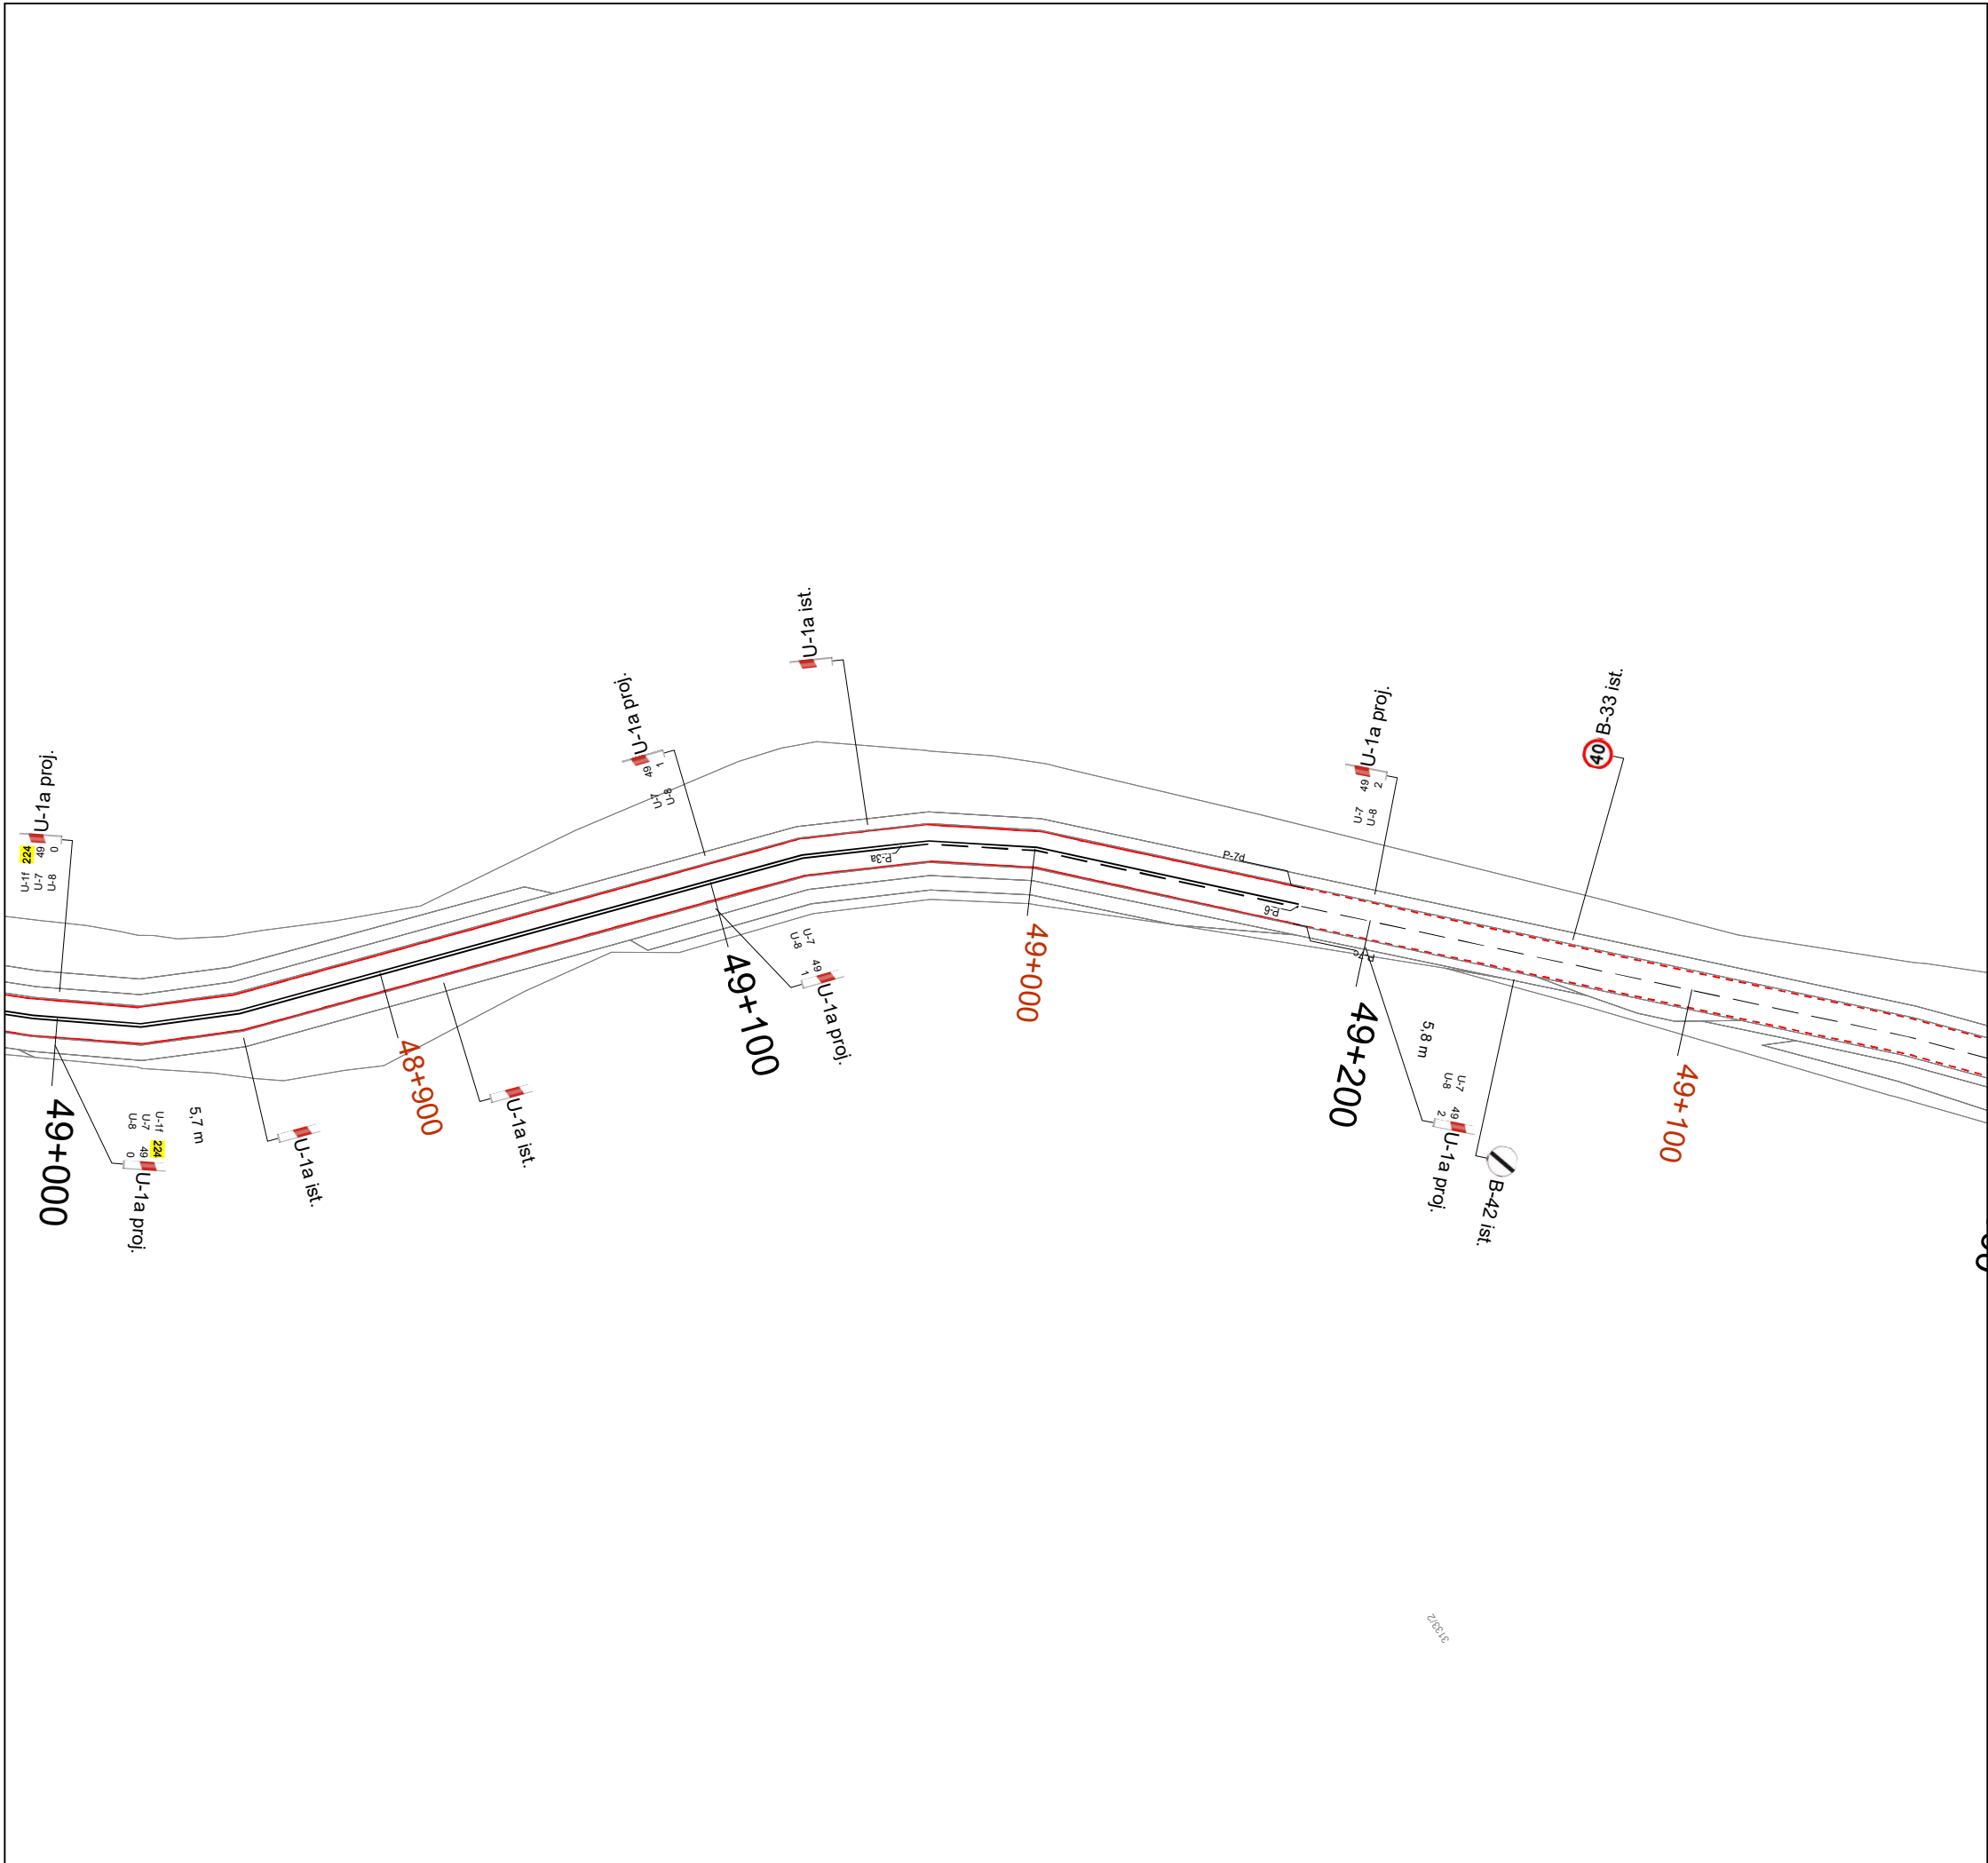 U-1a ist.
U-1a proj.
1
49
U-8
U-7
U-1a proj.
49
2
U-7
U-8
B-33 ist.
40
U-1a proj.
224
49
0
U-1f
U-7
U-8
P-3a
P-7d
P-6
P-7c
49+000
5,7 m
U-1f 224
U-7 49
U-8 0
U-1a proj.
U-1a ist.
48+900
U-1a ist.
49+100
U-7 49
U-8 1
U-1a proj.
49+000
49+200
5,8 m
U-7 49
U-8 2
U-1a proj.
B-42 ist.
49+100
3133/2